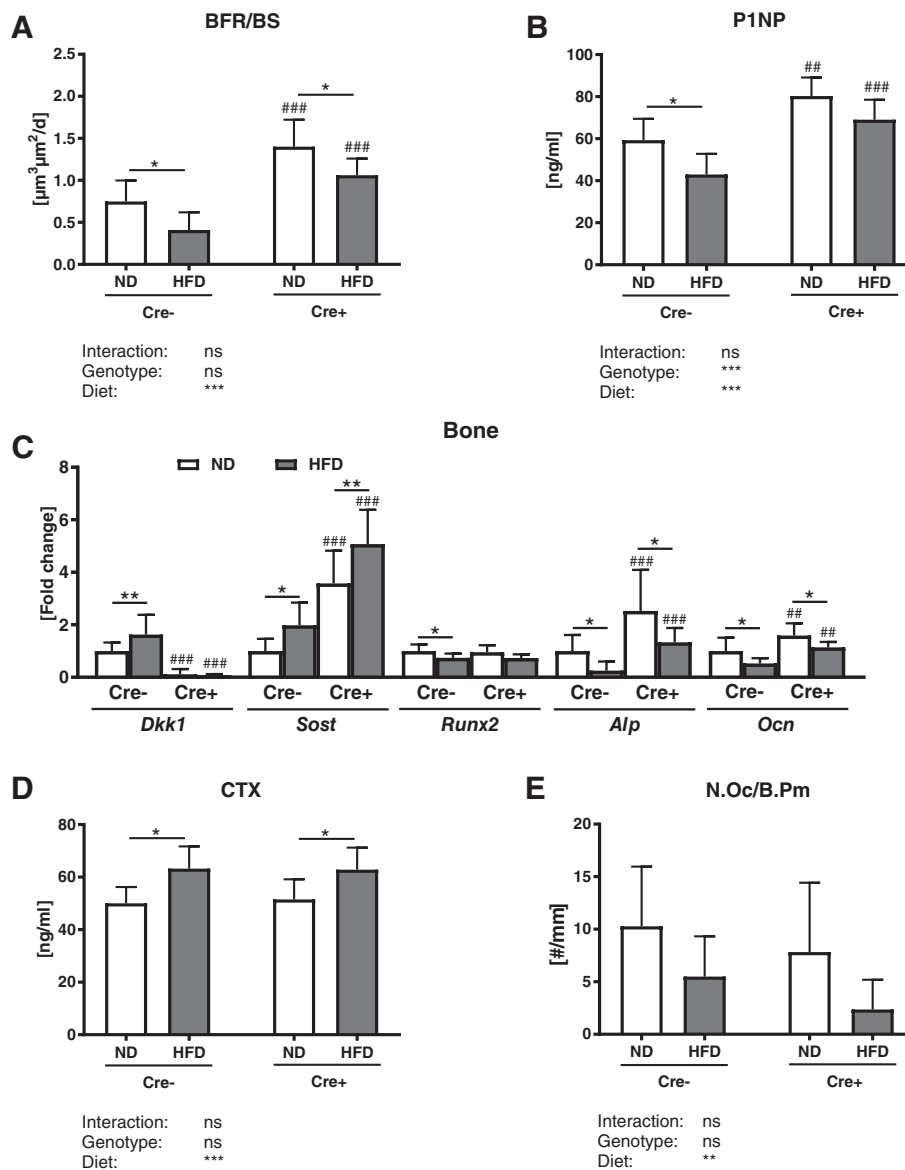 A
BFR/BS
[µm³µm²/d]
2.5
2.0
1.5
1.0
0.5
0.0
*
###
*
###
ND HFD ND HFD
Cre- Cre+
Interaction: ns
Genotype: ns
Diet: ***
B
P1NP
[ng/ml]
100
80
60
40
20
0
*
##
###
ND HFD ND HFD
Cre- Cre+
Interaction: ns
Genotype: ***
Diet: ***
C
Bone
ND HFD
[Fold change]
8
6
4
2
0
**
### ###
*
###
**
###
*
*
###
*
###
*
##
*
##
Cre- Cre+ Cre- Cre+ Cre- Cre+ Cre- Cre+ Cre- Cre+
Dkk1 Sost Runx2 Alp Ocn
D
CTX
[ng/ml]
80
60
40
20
0
* *
ND HFD ND HFD
Cre- Cre+
Interaction: ns
Genotype: ns
Diet: ***
E
N.Oc/B.Pm
[#/mm]
20
15
10
5
0
ND HFD ND HFD
Cre- Cre+
Interaction: ns
Genotype: ns
Diet: **